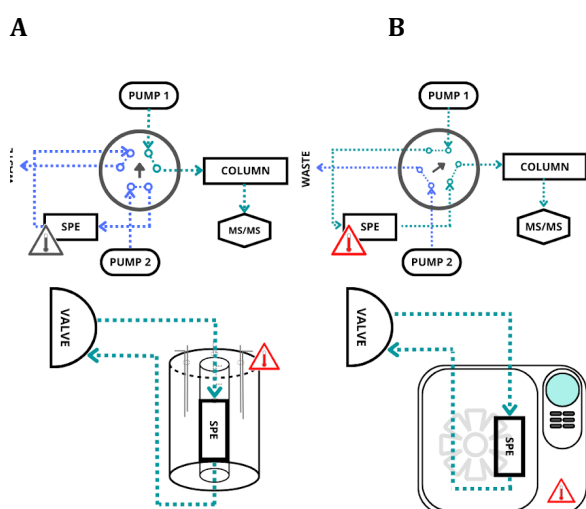 A
B
PUMP 1
PUMP 1
WASTE
COLUMN
COLUMN
SPE
MS/MS
SPE
MS/MS
PUMP 2
PUMP 2
VALVE
VALVE
SPE
SPE